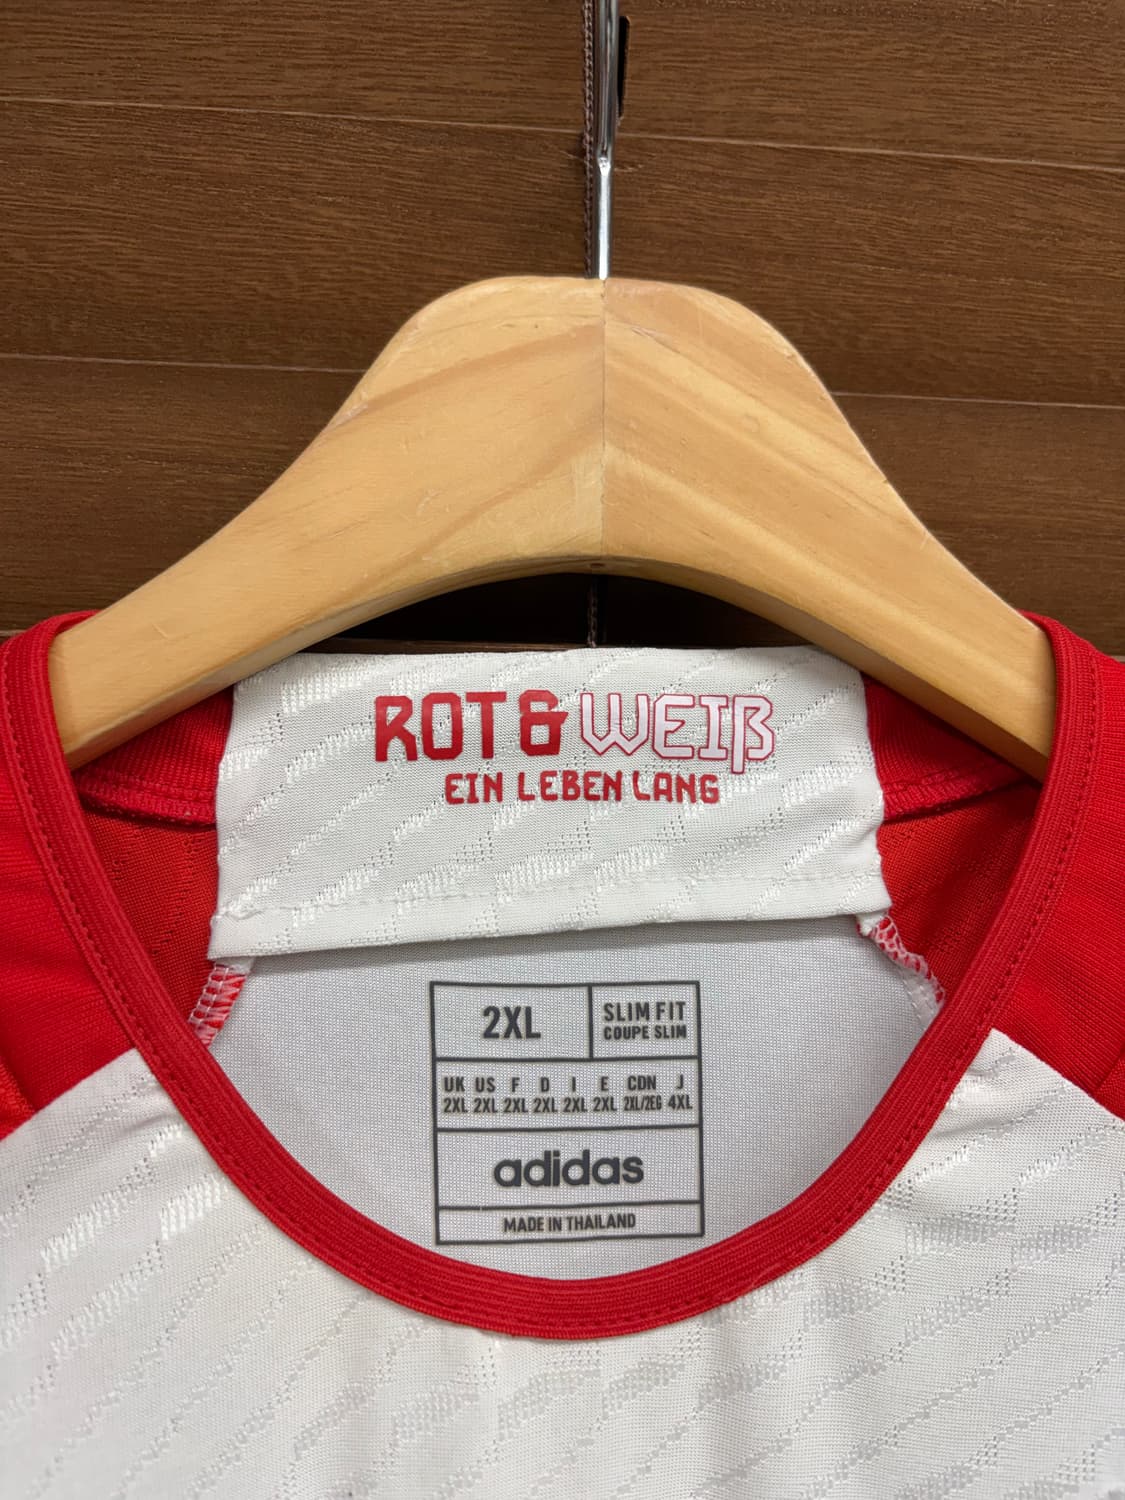 ROT & WEIß
EIN LEBEN LANG
2XL
SLIM FIT
COUPE SLIM
UK US F D I E CDN J
2XL 2XL 2XL 2XL 2XL 2XL 2XL/2EG 4XL
adidas
MADE IN THAILAND